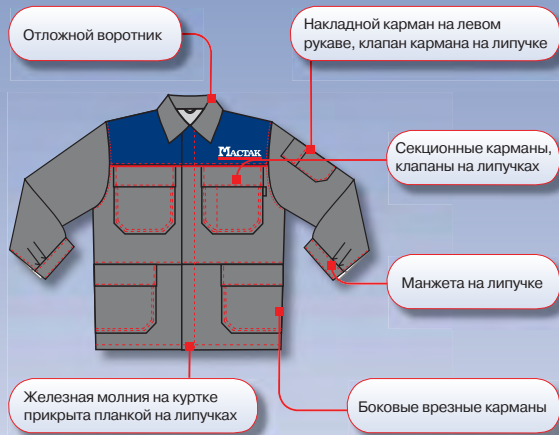 Отложной воротник
Накладной карман на левом
рукаве, клапан кармана на липучке
МАСТАК
Секционные карманы,
клапаны на липучках
Манжета на липучке
Железная молния на куртке
прикрыта планкой на липучках
Боковые врезные карманы